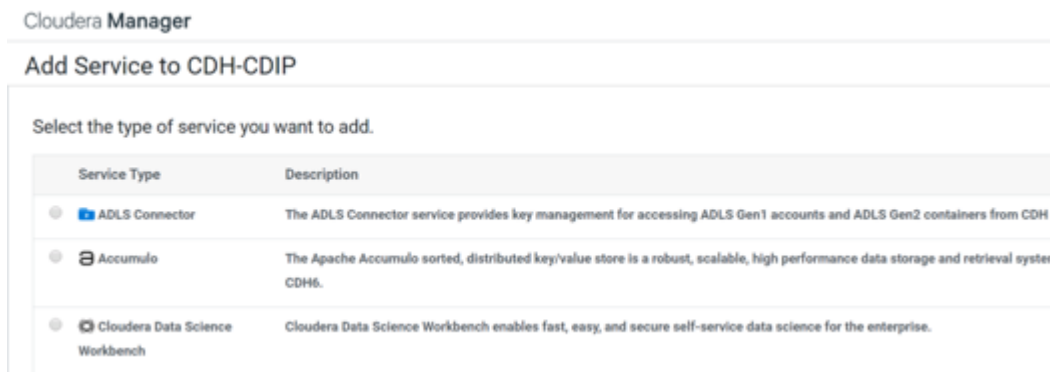 Cloudera Manager
Add Service to CDH-CDIP
Select the type of service you want to add.
Service Type Description
ADLS Connector The ADLS Connector service provides key management for accessing ADLS Gen1 accounts and ADLS Gen2 containers from CDH
Accumulo The Apache Accumulo sorted, distributed key/value store is a robust, scalable, high performance data storage and retrieval
CDH6.
Cloudera Data Science Cloudera Data Science Workbench enables fast, easy, and secure self-service data science for the enterprise.
Workbench